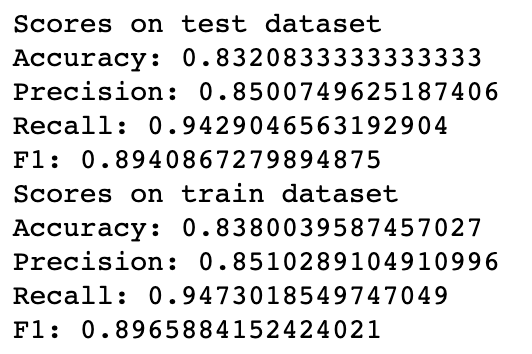 Scores on test dataset
Accuracy: 0.8320833333333333
Precision: 0.8500749625187406
Recall: 0.9429046563192904
F1: 0.8940867279894875
Scores on train dataset
Accuracy: 0.8380039587457027
Precision: 0.8510289104910996
Recall: 0.9473018549747049
F1: 0.8965884152424021